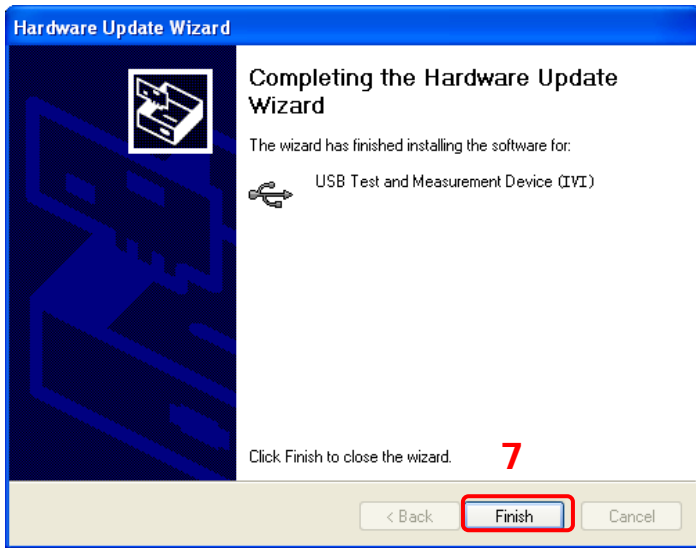 Hardware Update Wizard
Completing the Hardware Update
Wizard
The wizard has finished installing the software for:
USB Test and Measurement Device (IVI)
Click Finish to close the wizard.
7
< Back Finish Cancel